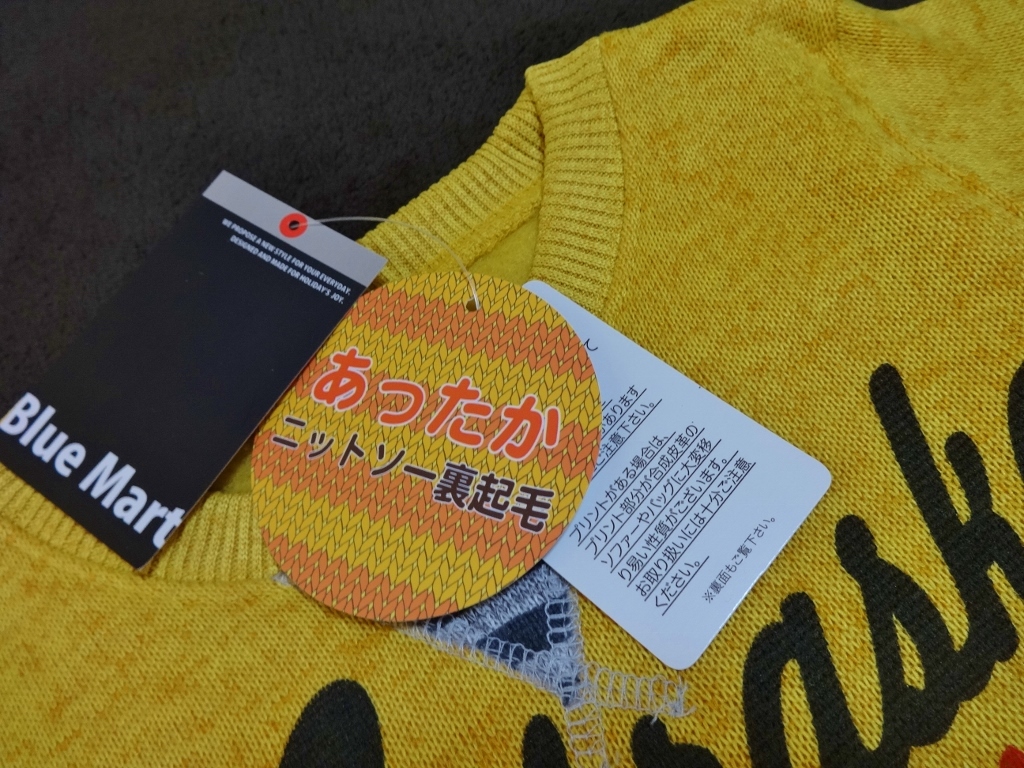 WE PROPOSE A NEW STYLE FOR YOUR EVERYDAY.
DESIGNED AND MADE FOR HOLIDAY'S JOY.
Blue Mart
あったか
ニットソー裏起毛
て
があります
ご注意下さい。
プリントがある場合は、
プリント部分が合成皮革の
ソファーやバッグに大変移
り易い性質がございます。
お取り扱いには十分ご注意
ください。
※裏面もご覧下さい。
ask